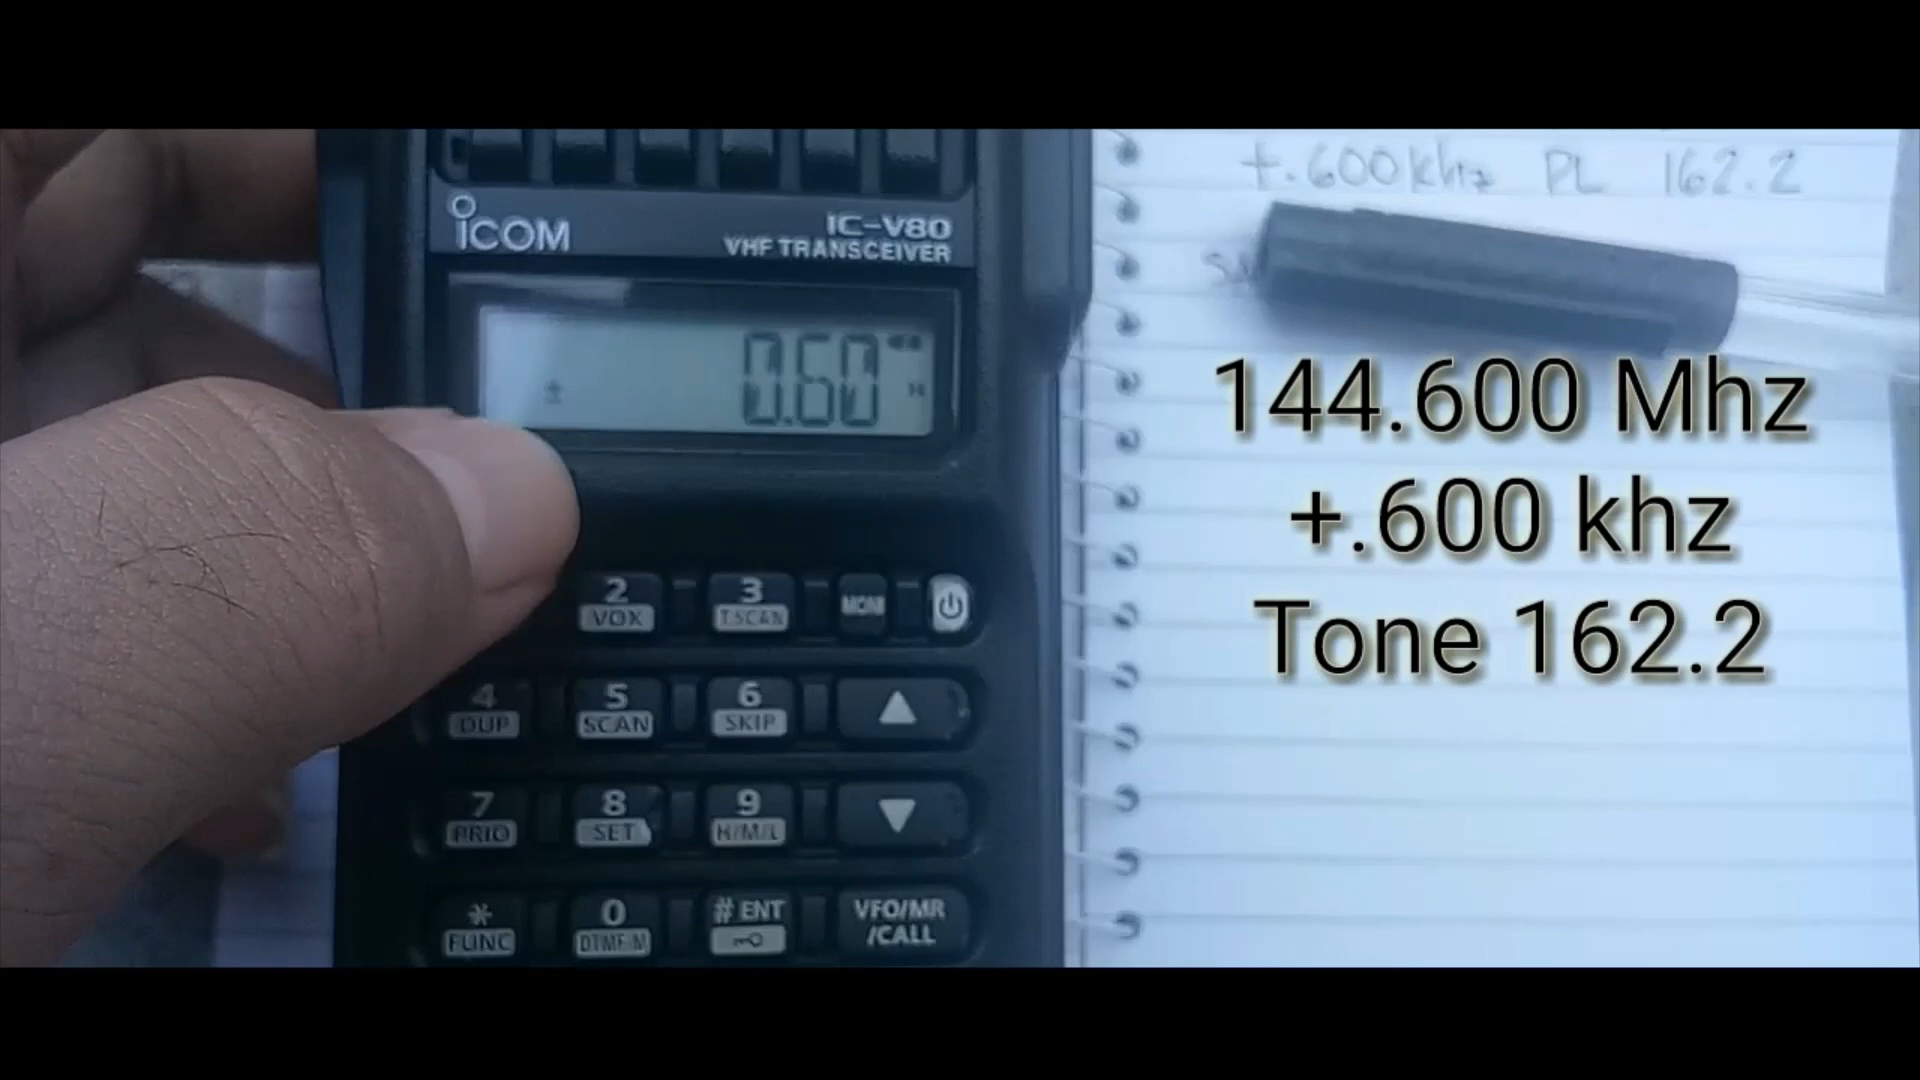 +.600khz PL 162.2
ICOM
IC-V80
VHF TRANSCEIVER
± 0.60
144.600 Mhz
+.600 khz
Tone 162.2
2 3 MONI
VOX T.SCAN
4 5 6
DUP SCAN SKIP
7 8 9
PRIO SET H/M/L
* 0 # ENT VFO/MR
FUNC DTMF/M /CALL